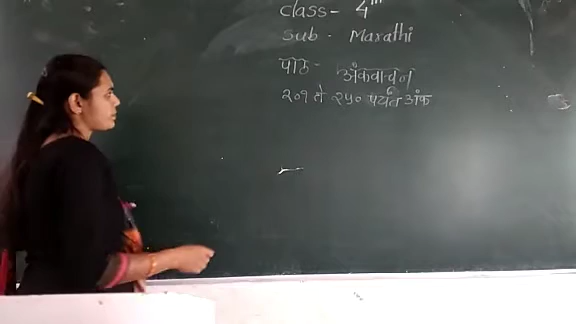 class- 4th
Sub - Marathi
पाठ - अंकवाचन
२०१ ते २५० पर्यंत अंक